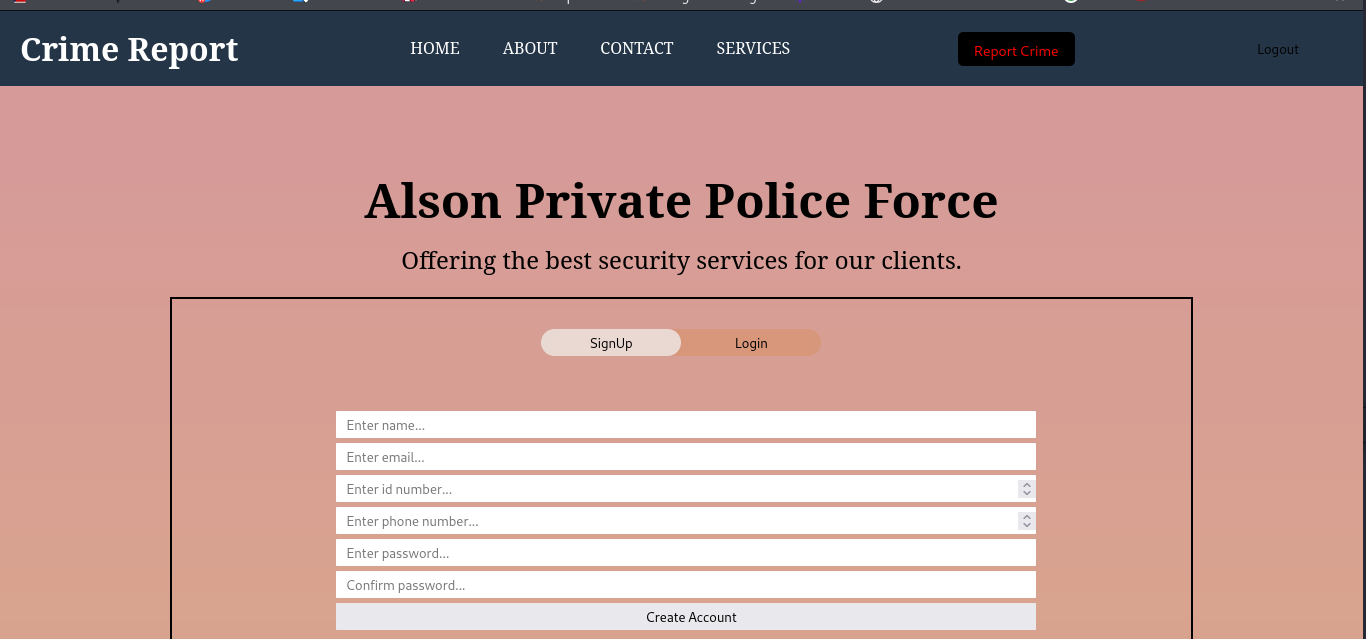 Crime Report
HOME ABOUT CONTACT SERVICES
Report Crime
Logout
Alson Private Police Force
Offering the best security services for our clients.
SignUp Login
Enter name...
Enter email...
Enter id number...
Enter phone number...
Enter password...
Confirm password...
Create Account